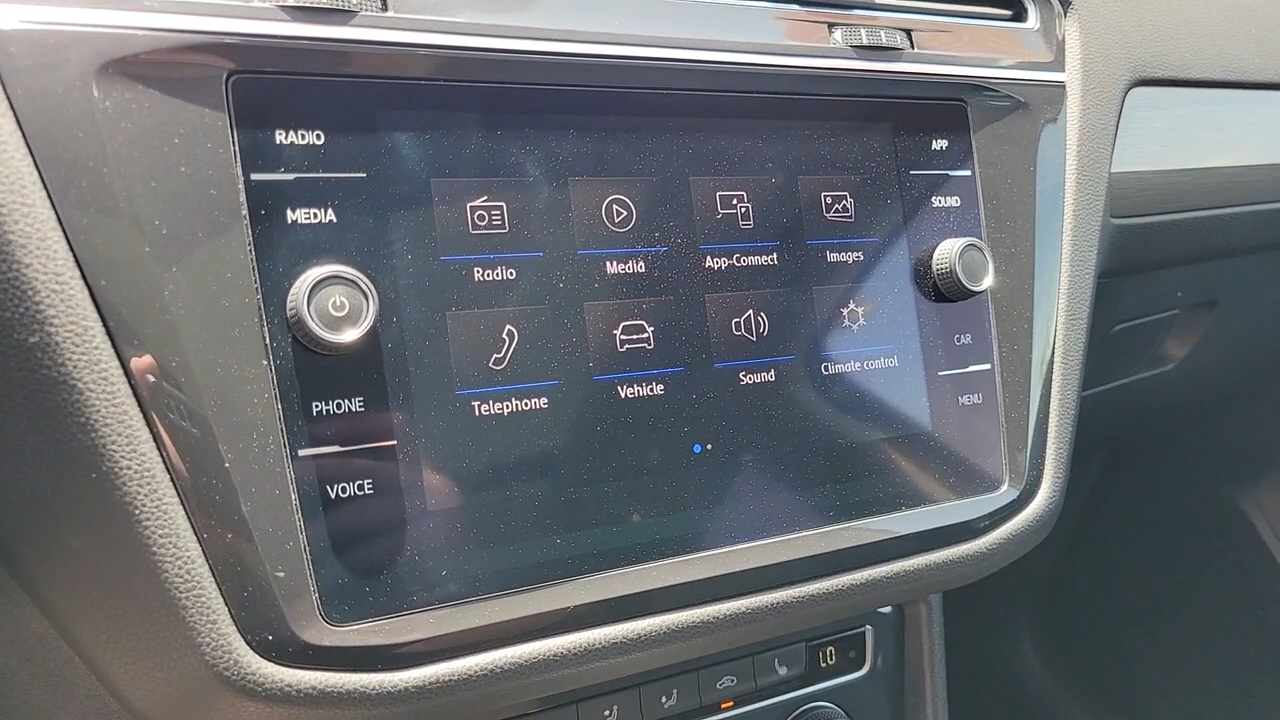 RADIO
MEDIA
PHONE
VOICE
Radio
Media
App-Connect
Images
Telephone
Vehicle
Sound
Climate control
APP
SOUND
CAR
MENU
LO